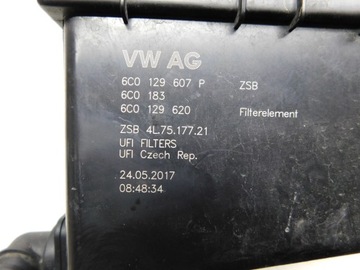 VW AG
6C0 129 607 P ZSB
6C0 183
6C0 129 620 Filterelement
ZSB 4L.75.177.21
UFI FILTERS
UFI Czech Rep.
24.05.2017
08:48:34